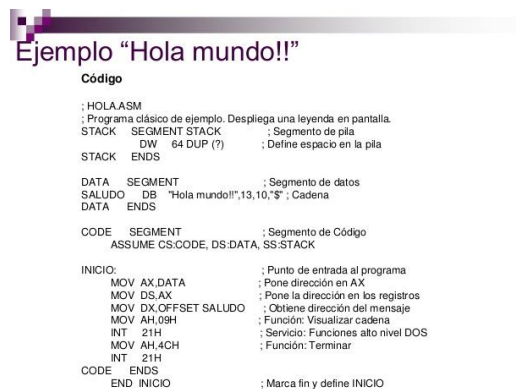 Ejemplo “Hola mundo!!”
Código
; HOLA.ASM
; Programa clásico de ejemplo. Despliega una leyenda en pantalla.
STACK SEGMENT STACK ; Segmento de pila
DW 64 DUP (?) ; Define espacio en la pila
STACK ENDS
DATA SEGMENT ; Segmento de datos
SALUDO DB "Hola mundo!!",13,10,"$" ; Cadena
DATA ENDS
CODE SEGMENT ; Segmento de Código
ASSUME CS:CODE, DS:DATA, SS:STACK
INICIO: ; Punto de entrada al programa
MOV AX,DATA ; Pone dirección en AX
MOV DS,AX ; Pone la dirección en los registros
MOV DX,OFFSET SALUDO ; Obtiene dirección del mensaje
MOV AH,09H ; Función: Visualizar cadena
INT 21H ; Servicio: Funciones alto nivel DOS
MOV AH,4CH ; Función: Terminar
INT 21H
CODE ENDS
END INICIO ; Marca fin y define INICIO